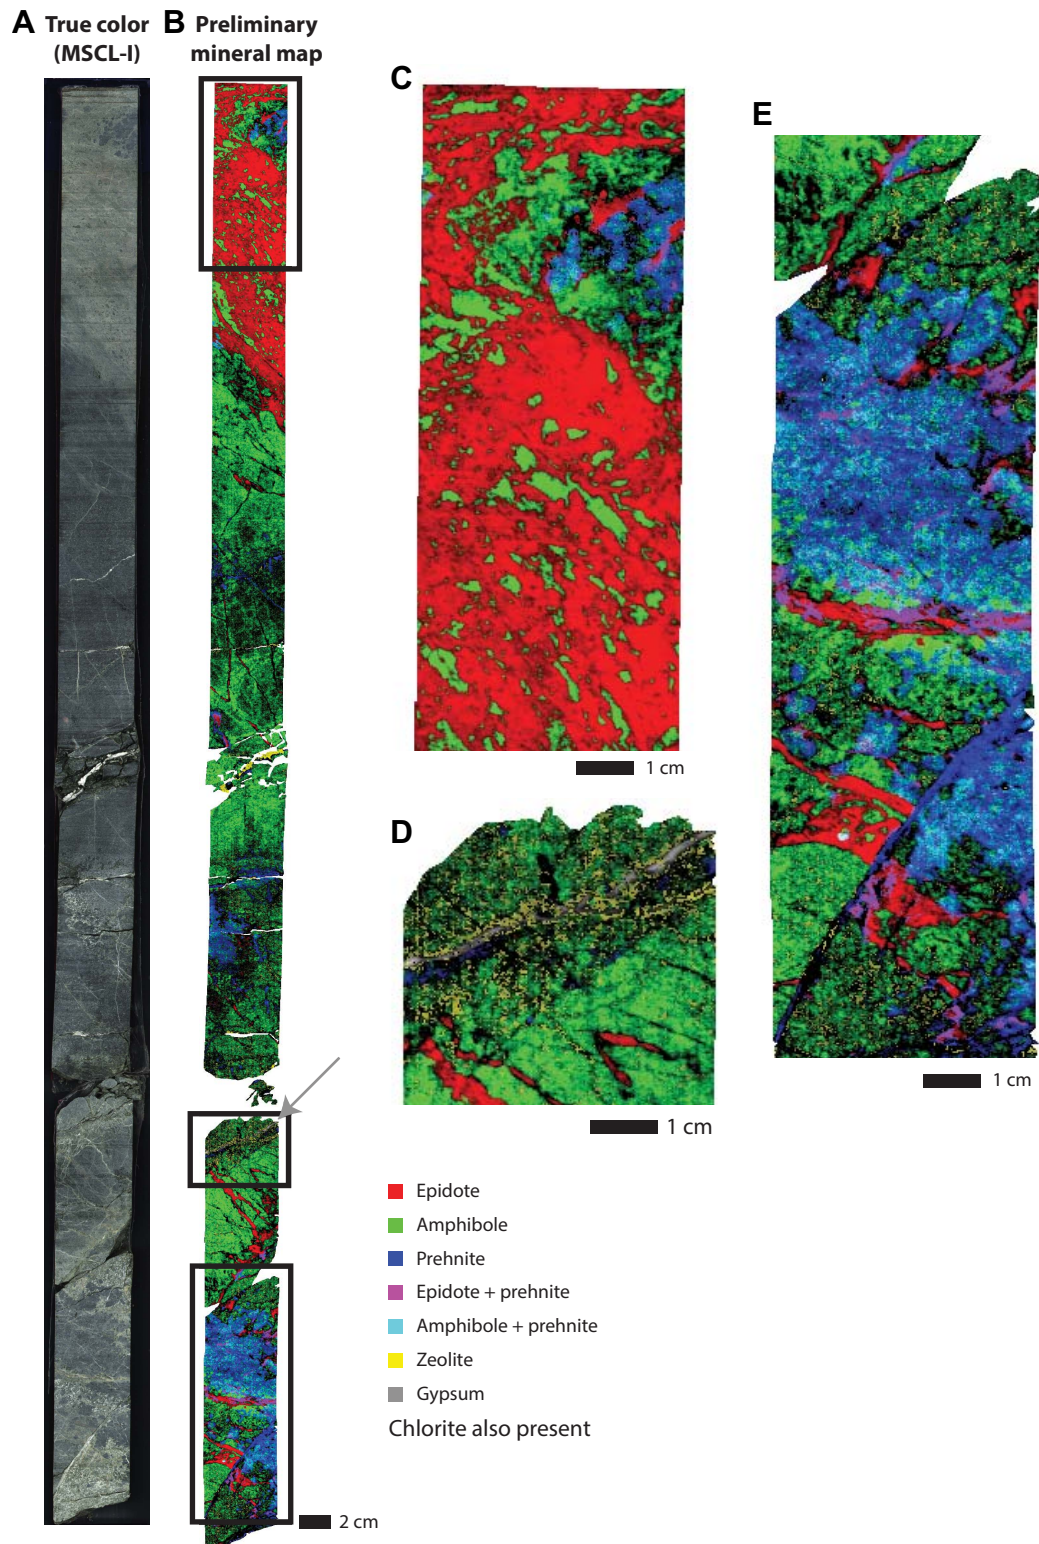 A True color
(MSCL-I)
B Preliminary
mineral map
C
E
1 cm
D
1 cm
1 cm
Epidote
Amphibole
Prehnite
Epidote + prehnite
Amphibole + prehnite
Zeolite
Gypsum
Chlorite also present
2 cm